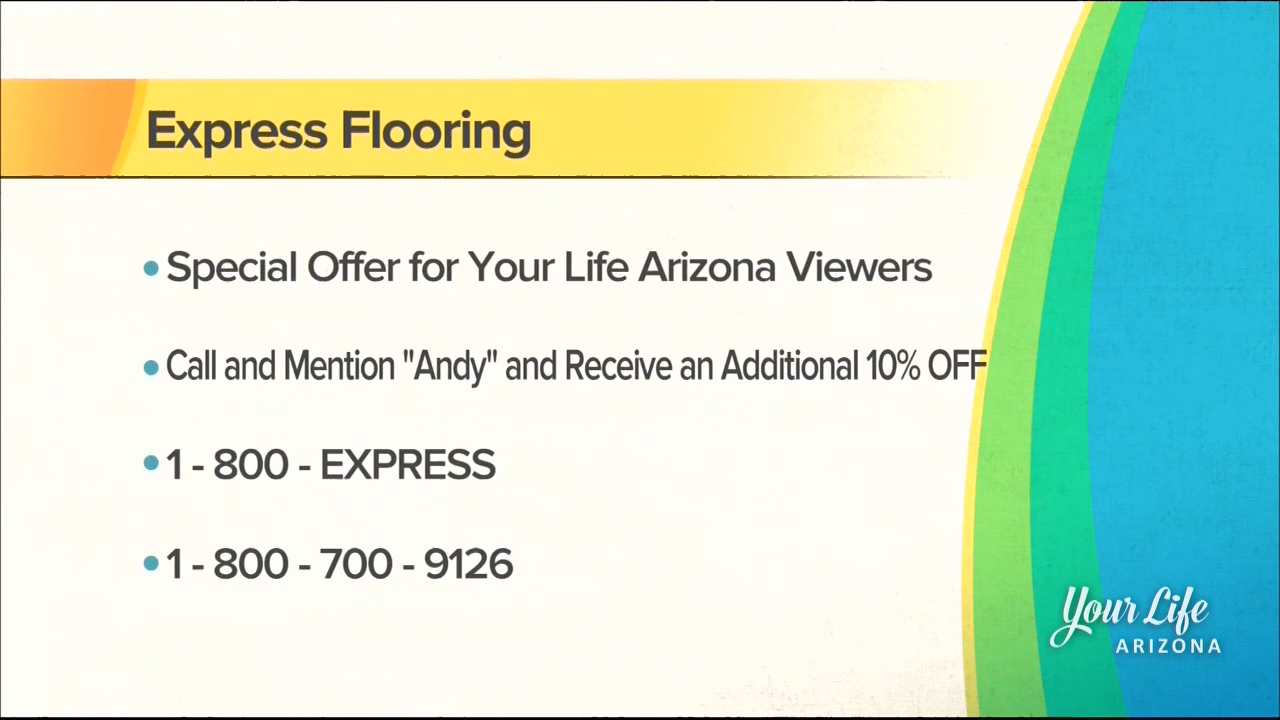 Express Flooring
• Special Offer for Your Life Arizona Viewers
• Call and Mention "Andy" and Receive an Additional 10% OFF
• 1 - 800 - EXPRESS
• 1 - 800 - 700 - 9126
Your Life
ARIZONA